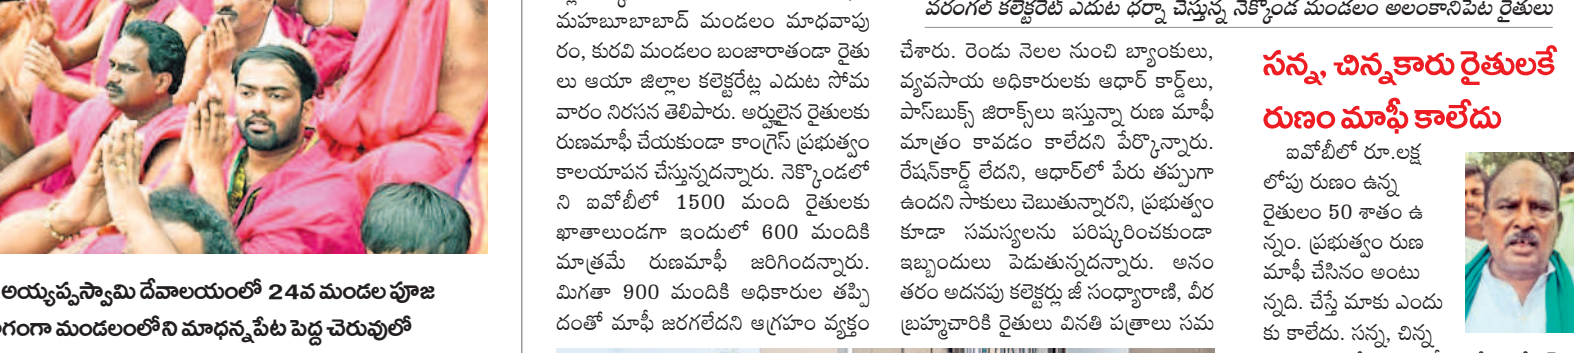 అయ్యప్పస్వామి దేవాలయంలో 24వ మండల పూజ
మండలంలోని మాధన్నపేట పెద్ద చెరువులో
మహబూబాబాద్ మండలం మాధవాపు
రం, కురవి మండలం బంజారాతండా రైతు
లు ఆయా జిల్లాల కలెక్టరేట్ల ఎదుట సోమ
వారం నిరసన తెలిపారు. అర్హులైన రైతులకు
రుణమాఫీ చేయకుండా కాంగ్రెస్ ప్రభుత్వం
కాలయాపన చేస్తున్నదన్నారు. నెక్కొండలో
ని ఐవోబీలో 1500 మంది రైతులకు
ఖాతాలుండగా ఇందులో 600 మందికి
మాత్రమే రుణమాఫీ జరిగిందన్నారు.
మిగతా 900 మందికి అధికారుల తప్పి
దంతో మాఫీ జరగలేదని ఆగ్రహం వ్యక్తం
వరంగల్ కలెక్టరేట్ ఎదుట ధర్నా చేస్తున్న నెక్కొండ మండలం అలంకానిపేట రైతులు
చేశారు. రెండు నెలల నుంచి బ్యాంకులు,
వ్యవసాయ అధికారులకు ఆధార్ కార్డ్‌లు,
పాస్‌బుక్స్ జిరాక్స్‌లు ఇస్తున్నా రుణ మాఫీ
మాత్రం కావడం కాలేదని పేర్కొన్నారు.
రేషన్‌కార్డ్ లేదని, ఆధార్‌లో పేరు తప్పుగా
ఉందని సాకులు చెబుతున్నారని, ప్రభుత్వం
కూడా సమస్యలను పరిష్కరించకుండా
ఇబ్బందులు పెడుతున్నదన్నారు. అనం
తరం అదనపు కలెక్టర్లు జీ సంధ్యారాణి, వీర
బ్రహ్మచారికి రైతులు వినతి పత్రాలు సమ
సన్న, చిన్నకారు రైతులకే
రుణం మాఫీ కాలేదు
ఐవోబీలో రూ.లక్ష
లోపు రుణం ఉన్న
రైతులం 50 శాతం ఉ
న్నం. ప్రభుత్వం రుణ
మాఫీ చేసినం అంటు
న్నది. చేస్తే మాకు ఎందు
కు కాలేదు. సన్న, చిన్న